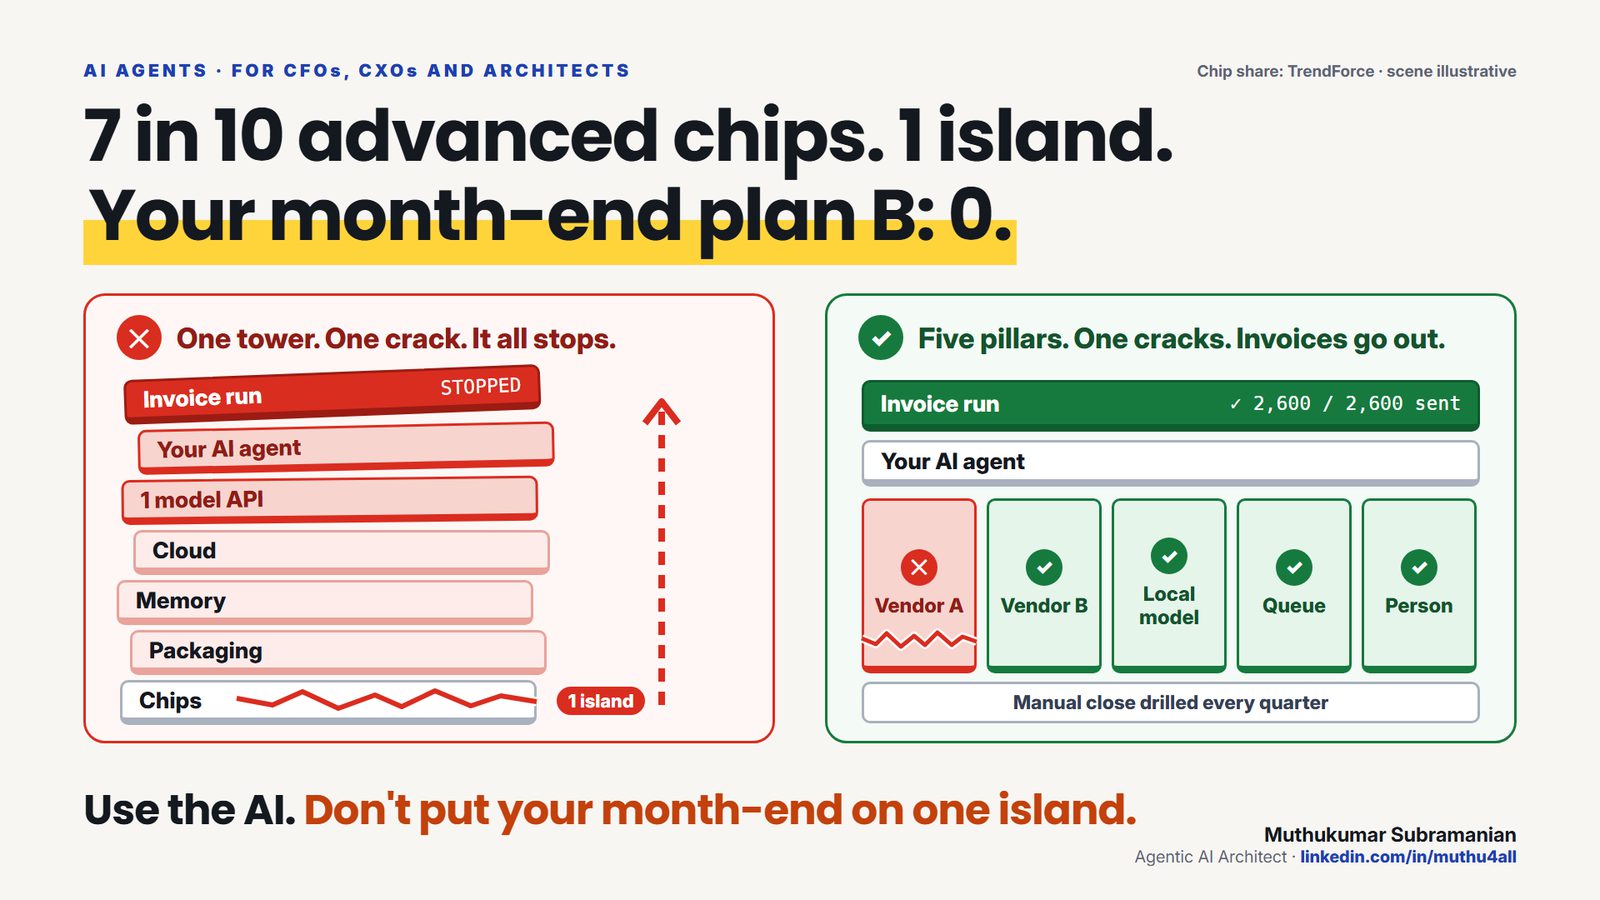 AI AGENTS · FOR CFOs, CXOs AND ARCHITECTS
Chip share: TrendForce · scene illustrative
7 in 10 advanced chips. 1 island.
Your month-end plan B: 0.
One tower. One crack. It all stops.
Invoice run STOPPED
Your AI agent
1 model API
Cloud
Memory
Packaging
Chips
1 island
Five pillars. One cracks. Invoices go out.
Invoice run ✓ 2,600 / 2,600 sent
Your AI agent
Vendor A
Vendor B
Local
model
Queue
Person
Manual close drilled every quarter
Use the AI. Don't put your month-end on one island.
Muthukumar Subramanian
Agentic AI Architect · linkedin.com/in/muthu4all